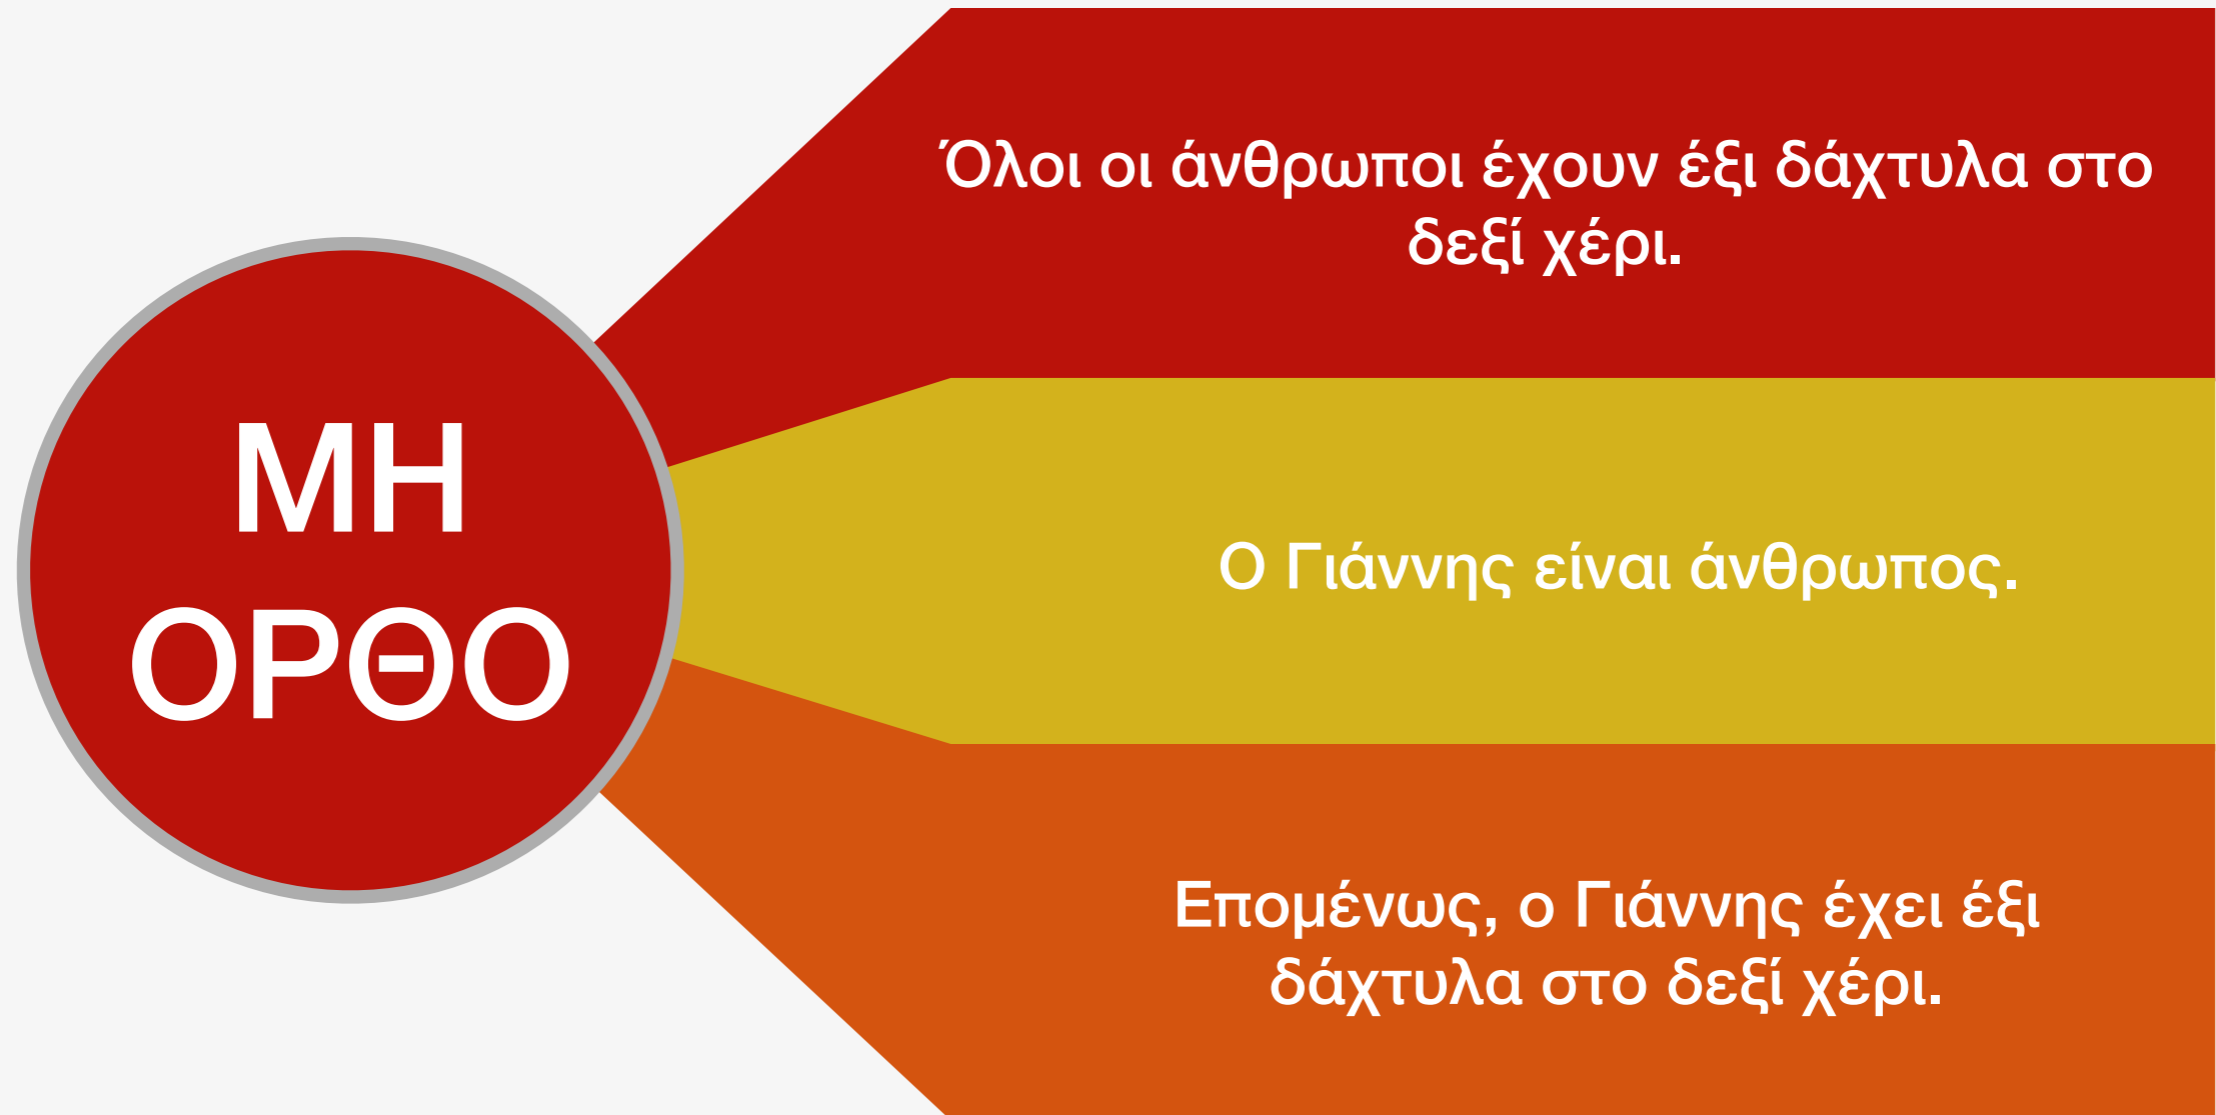 ΜΗ
ΟΡΘΟ
Όλοι οι άνθρωποι έχουν έξι δάχτυλα στο
δεξί χέρι.
Ο Γιάννης είναι άνθρωπος.
Επομένως, ο Γιάννης έχει έξι
δάχτυλα στο δεξί χέρι.